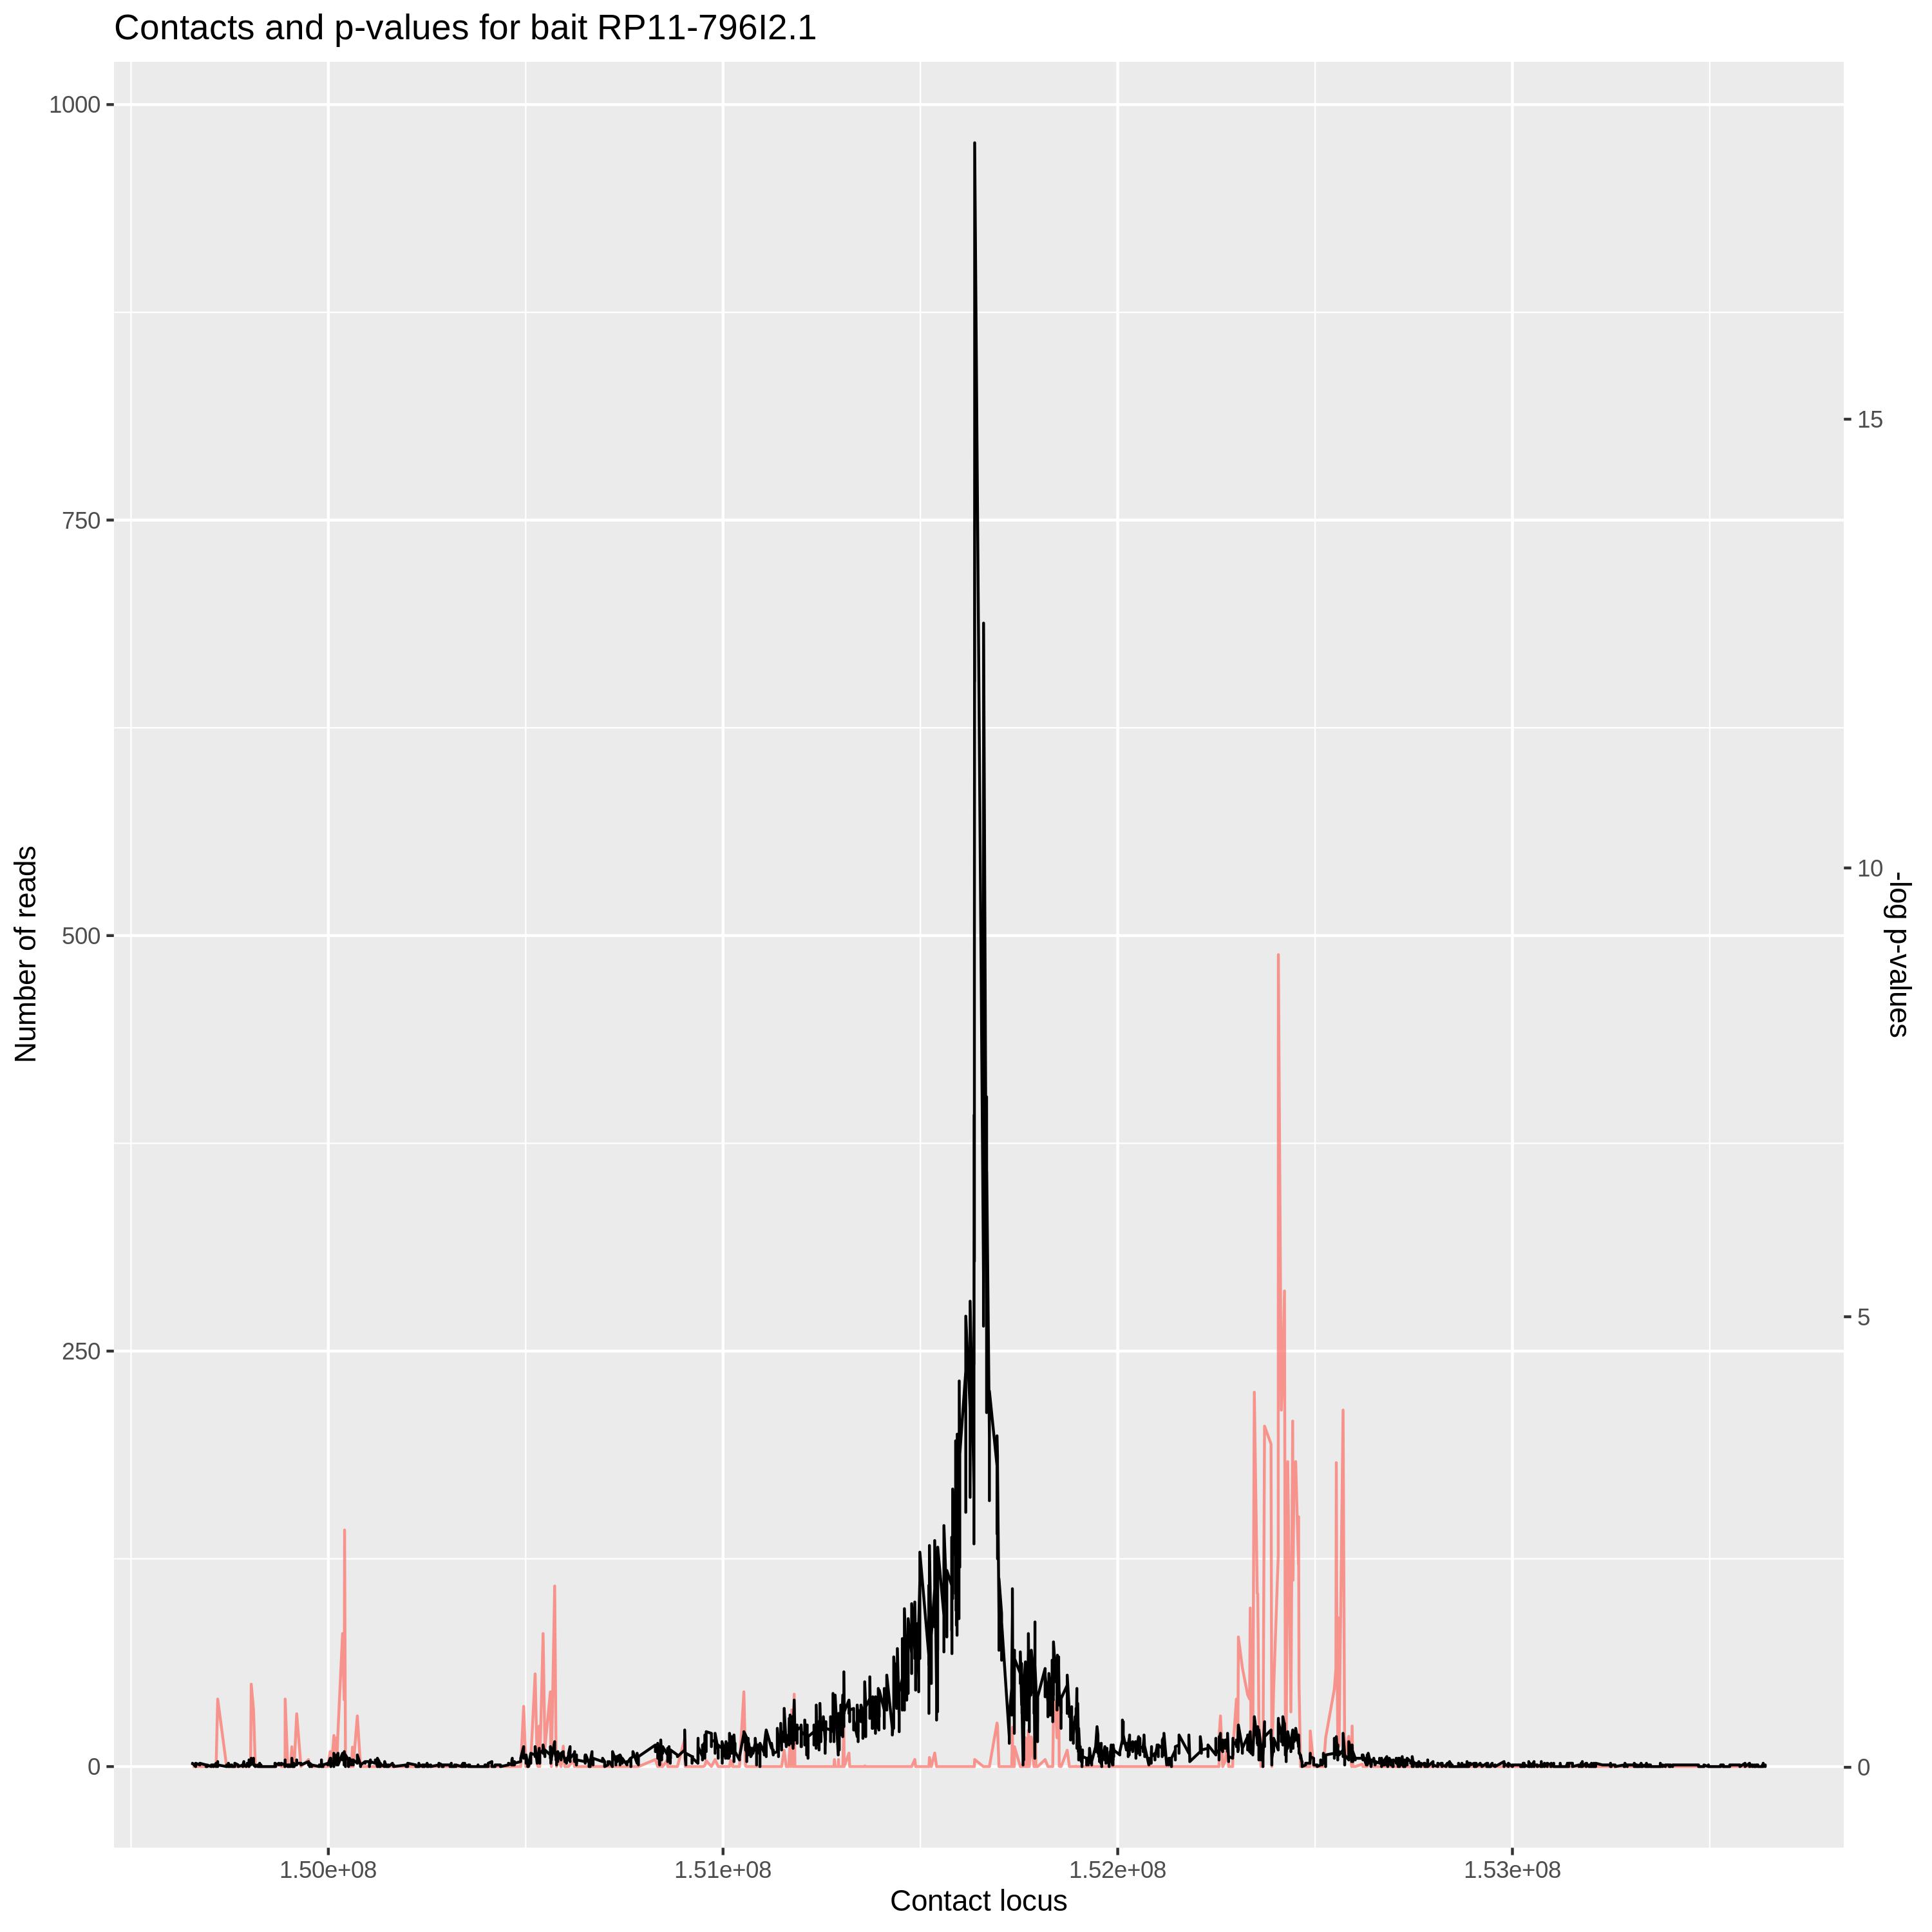 Contacts and p-values for bait RP11-796I2.1
1000
750
500
250
0
Number of reads
15
10
5
0
-log p-values
1.50e+08
1.51e+08
1.52e+08
1.53e+08
Contact locus